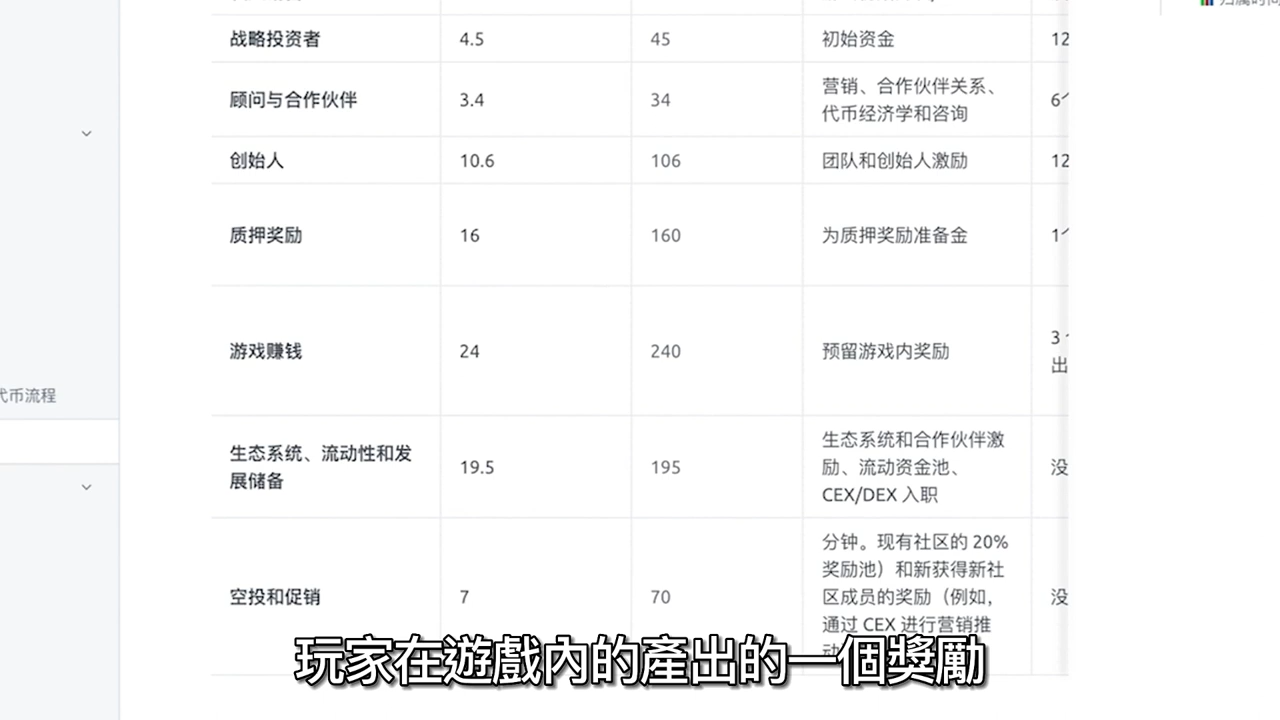 战略投资者 4.5 45 初始资金 12
顾问与合作伙伴 3.4 34 营销、合作伙伴关系、
代币经济学和咨询
6个
创始人 10.6 106 团队和创始人激励 12
质押奖励 16 160 为质押奖励准备金
游戏赚钱 24 240 预留游戏内奖励 3
出
代币流程
生态系统、流动性和发
展储备
19.5 195 生态系统和合作伙伴激
励、流动资金池、
CEX/DEX 入职
没
空投和促销 7 70 分钟。现有社区的 20%
奖励池）和新获得新社
区成员的奖励（例如，
通过 CEX 进行营销推
没
玩家在遊戲內的產出的一個獎勵